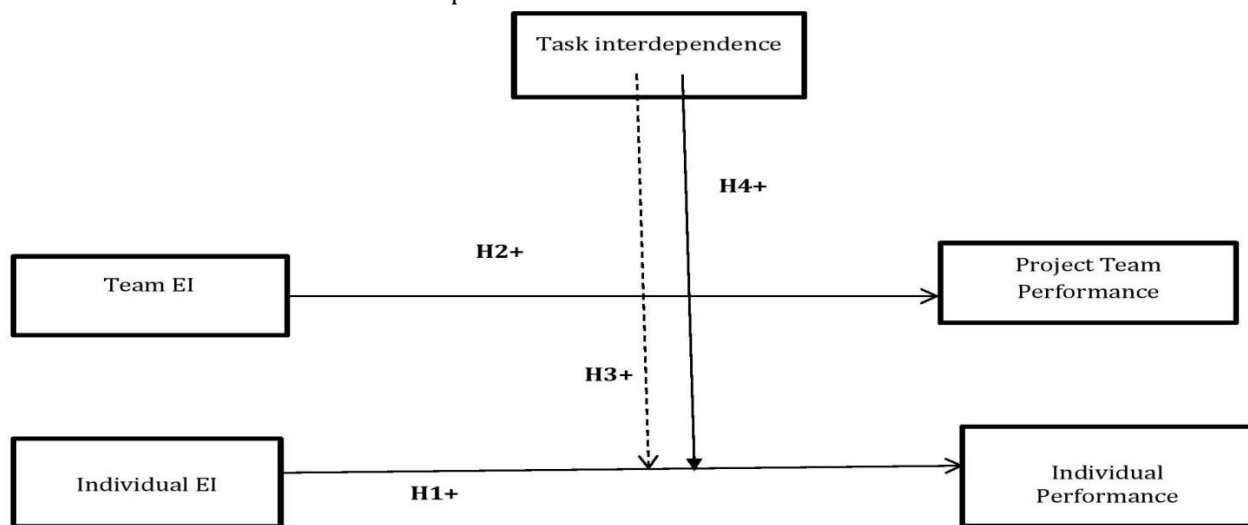 Task interdependence
H4+
H2+
Team EI
Project Team
Performance
H3+
Individual EI
H1+
Individual
Performance